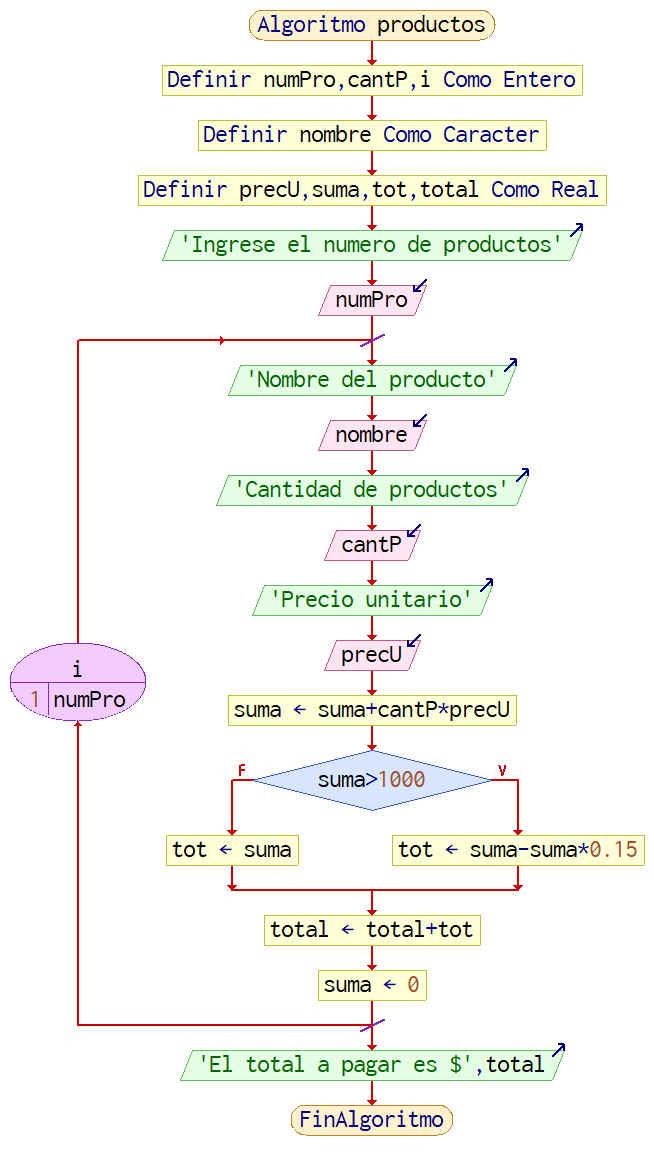 Algoritmo productos
Definir numPro,cantP,i Como Entero
Definir nombre Como Caracter
Definir precU,suma,tot,total Como Real
'Ingrese el numero de productos'
numPro
'Nombre del producto'
nombre
'Cantidad de productos'
cantP
'Precio unitario'
precU
i
1 numPro
suma ← suma+cantP*precU
F
suma>1000
V
tot ← suma
tot ← suma-suma*0.15
total ← total+tot
suma ← 0
'El total a pagar es $',total
FinAlgoritmo